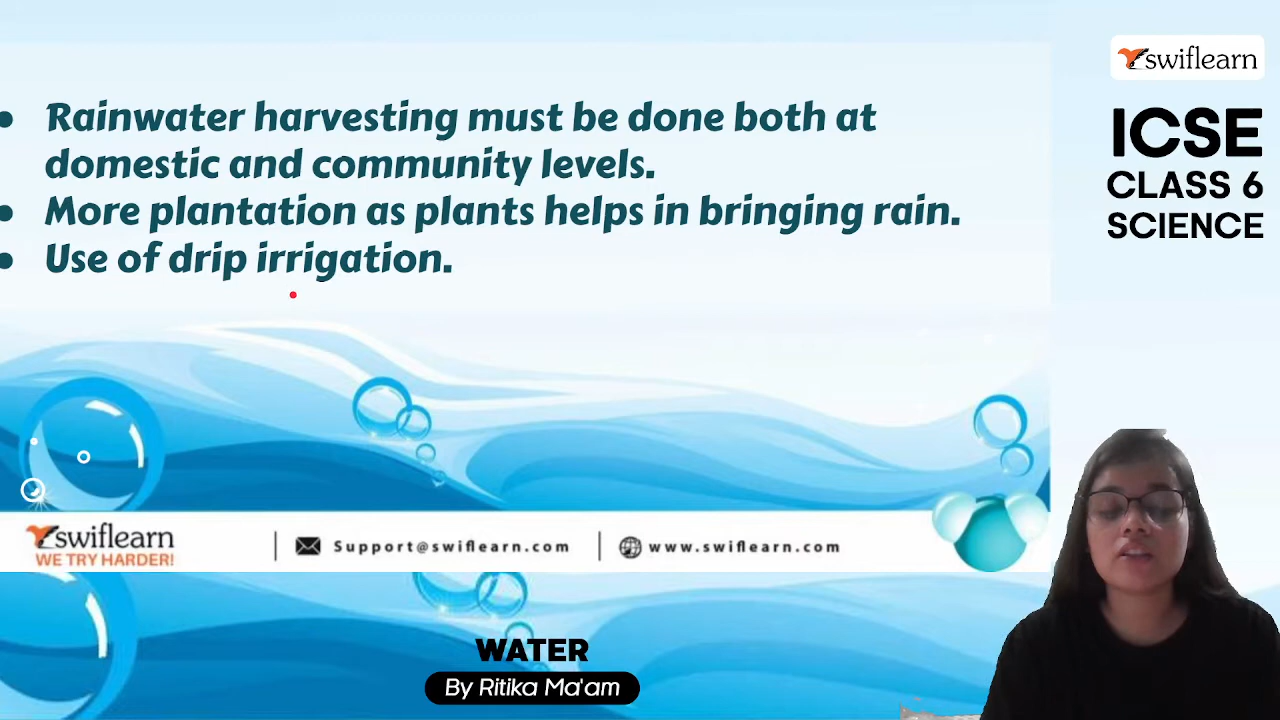 • Rainwater harvesting must be done both at
domestic and community levels.
• More plantation as plants helps in bringing rain.
• Use of drip irrigation.
swiflearn
ICSE
CLASS 6
SCIENCE
swiflearn
WE TRY HARDER!
Support@swiflearn.com
www.swiflearn.com
WATER
By Ritika Ma'am